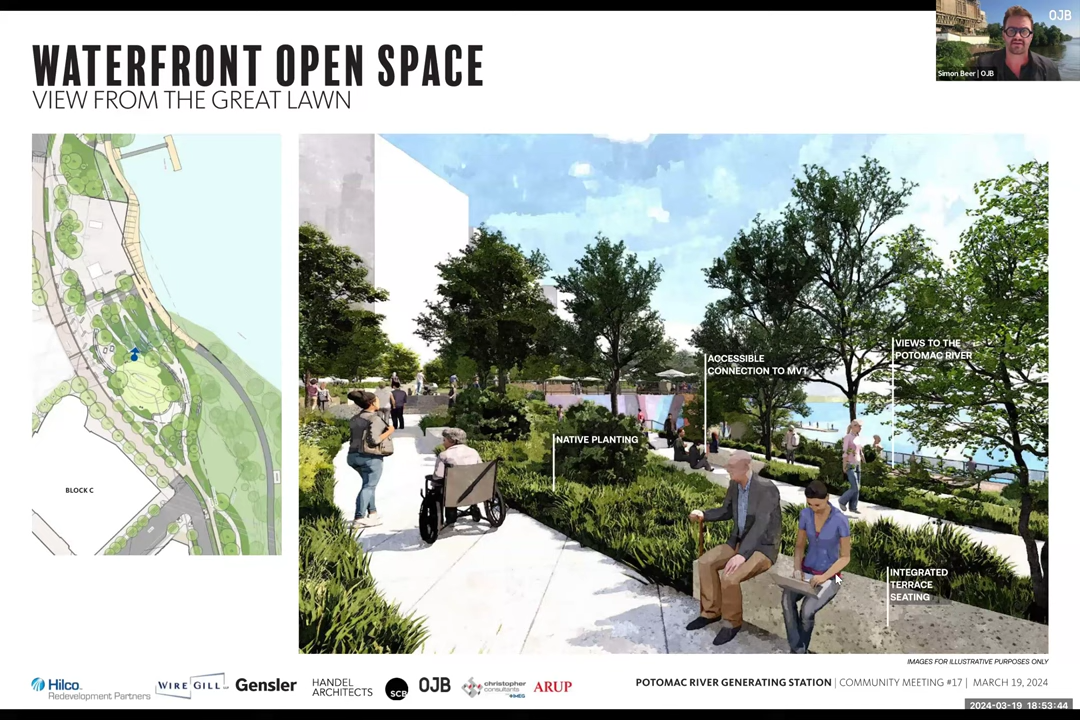 OJB
Simon Beer | OJB
WATERFRONT OPEN SPACE
VIEW FROM THE GREAT LAWN
BLOCK C
NATIVE PLANTING
ACCESSIBLE
CONNECTION TO MVT
VIEWS TO THE
POTOMAC RIVER
INTEGRATED
TERRACE
SEATING
IMAGES FOR ILLUSTRATIVE PURPOSES ONLY
Hilco
Redevelopment Partners
WIRE GILL LLP
Gensler
HANDEL
ARCHITECTS
SCB
OJB
christopher
consultants
IMEG
ARUP
POTOMAC RIVER GENERATING STATION | COMMUNITY MEETING #17 | MARCH 19, 2024
2024-03-19 18:53:44